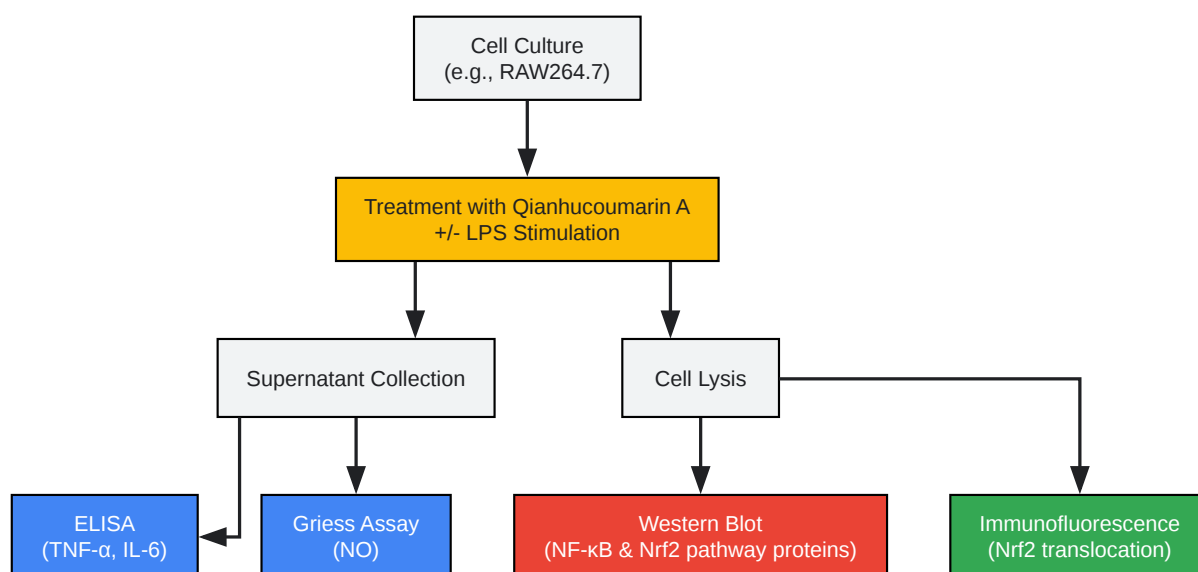 Cell Culture
(e.g., RAW264.7)
Treatment with Qianhucoumarin A
+/- LPS Stimulation
Supernatant Collection
Cell Lysis
ELISA
(TNF-α, IL-6)
Griess Assay
(NO)
Western Blot
(NF-κB & Nrf2 pathway proteins)
Immunofluorescence
(Nrf2 translocation)